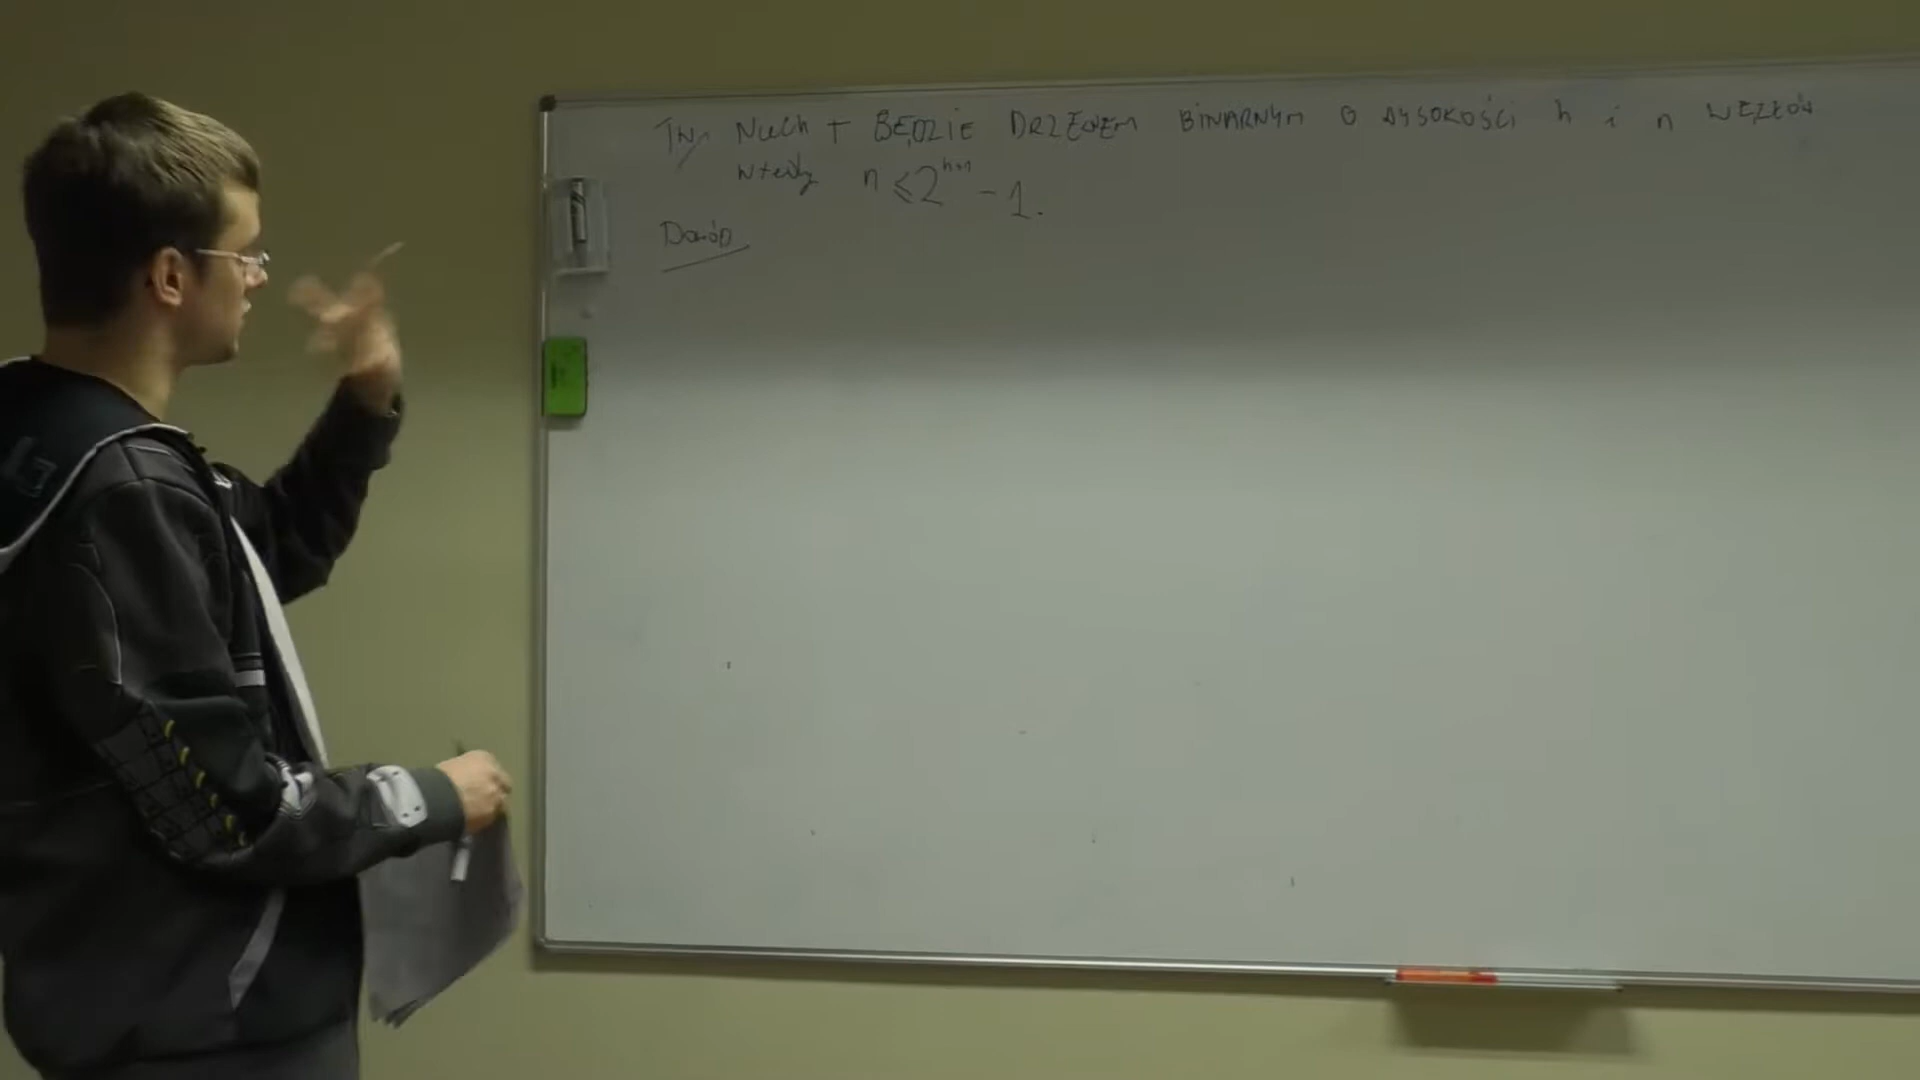 Tw. Niech T BĘDZIE DRZEWEM BINARNYM O WYSOKOŚCI h i n WĘZŁÓW
wtedy n ≤ 2^{h+1} - 1.
Dowód